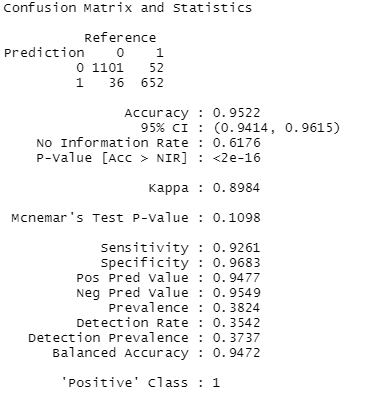 Confusion Matrix and Statistics
Reference
Prediction 0 1
0 1101 52
1 36 652
Accuracy : 0.9522
95% CI : (0.9414, 0.9615)
No Information Rate : 0.6176
P-Value [Acc > NIR] : <2e-16
Kappa : 0.8984
Mcnemar's Test P-Value : 0.1098
Sensitivity : 0.9261
Specificity : 0.9683
Pos Pred Value : 0.9477
Neg Pred Value : 0.9549
Prevalence : 0.3824
Detection Rate : 0.3542
Detection Prevalence : 0.3737
Balanced Accuracy : 0.9472
'Positive' Class : 1